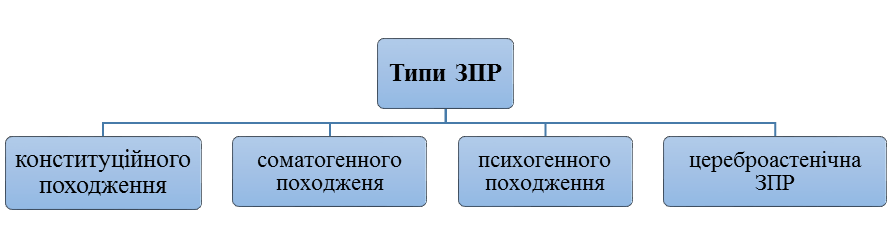 Типи ЗПР
конституційного
походження
соматогенного
походженя
психогенного
походження
цереброастенічна
ЗПР